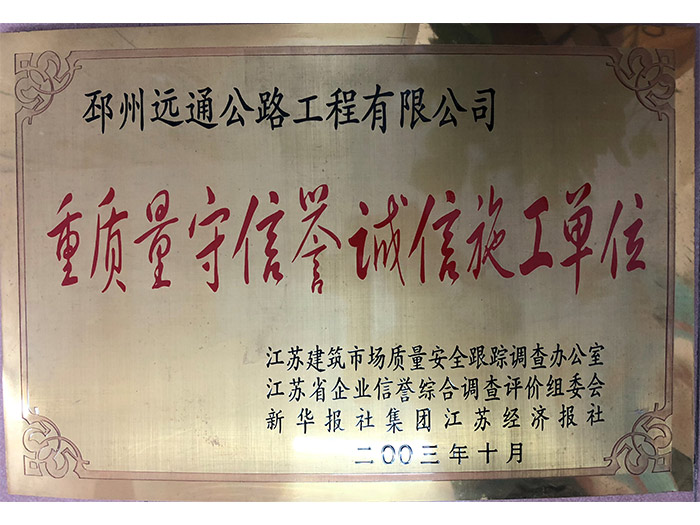 邳州远通公路工程有限公司
重质量守信誉诚信施工单位
江苏建筑市场质量安全跟踪调查办公室
江苏省企业信誉综合调查评价组委会
新华报社集团江苏经济报社
二00三年十月